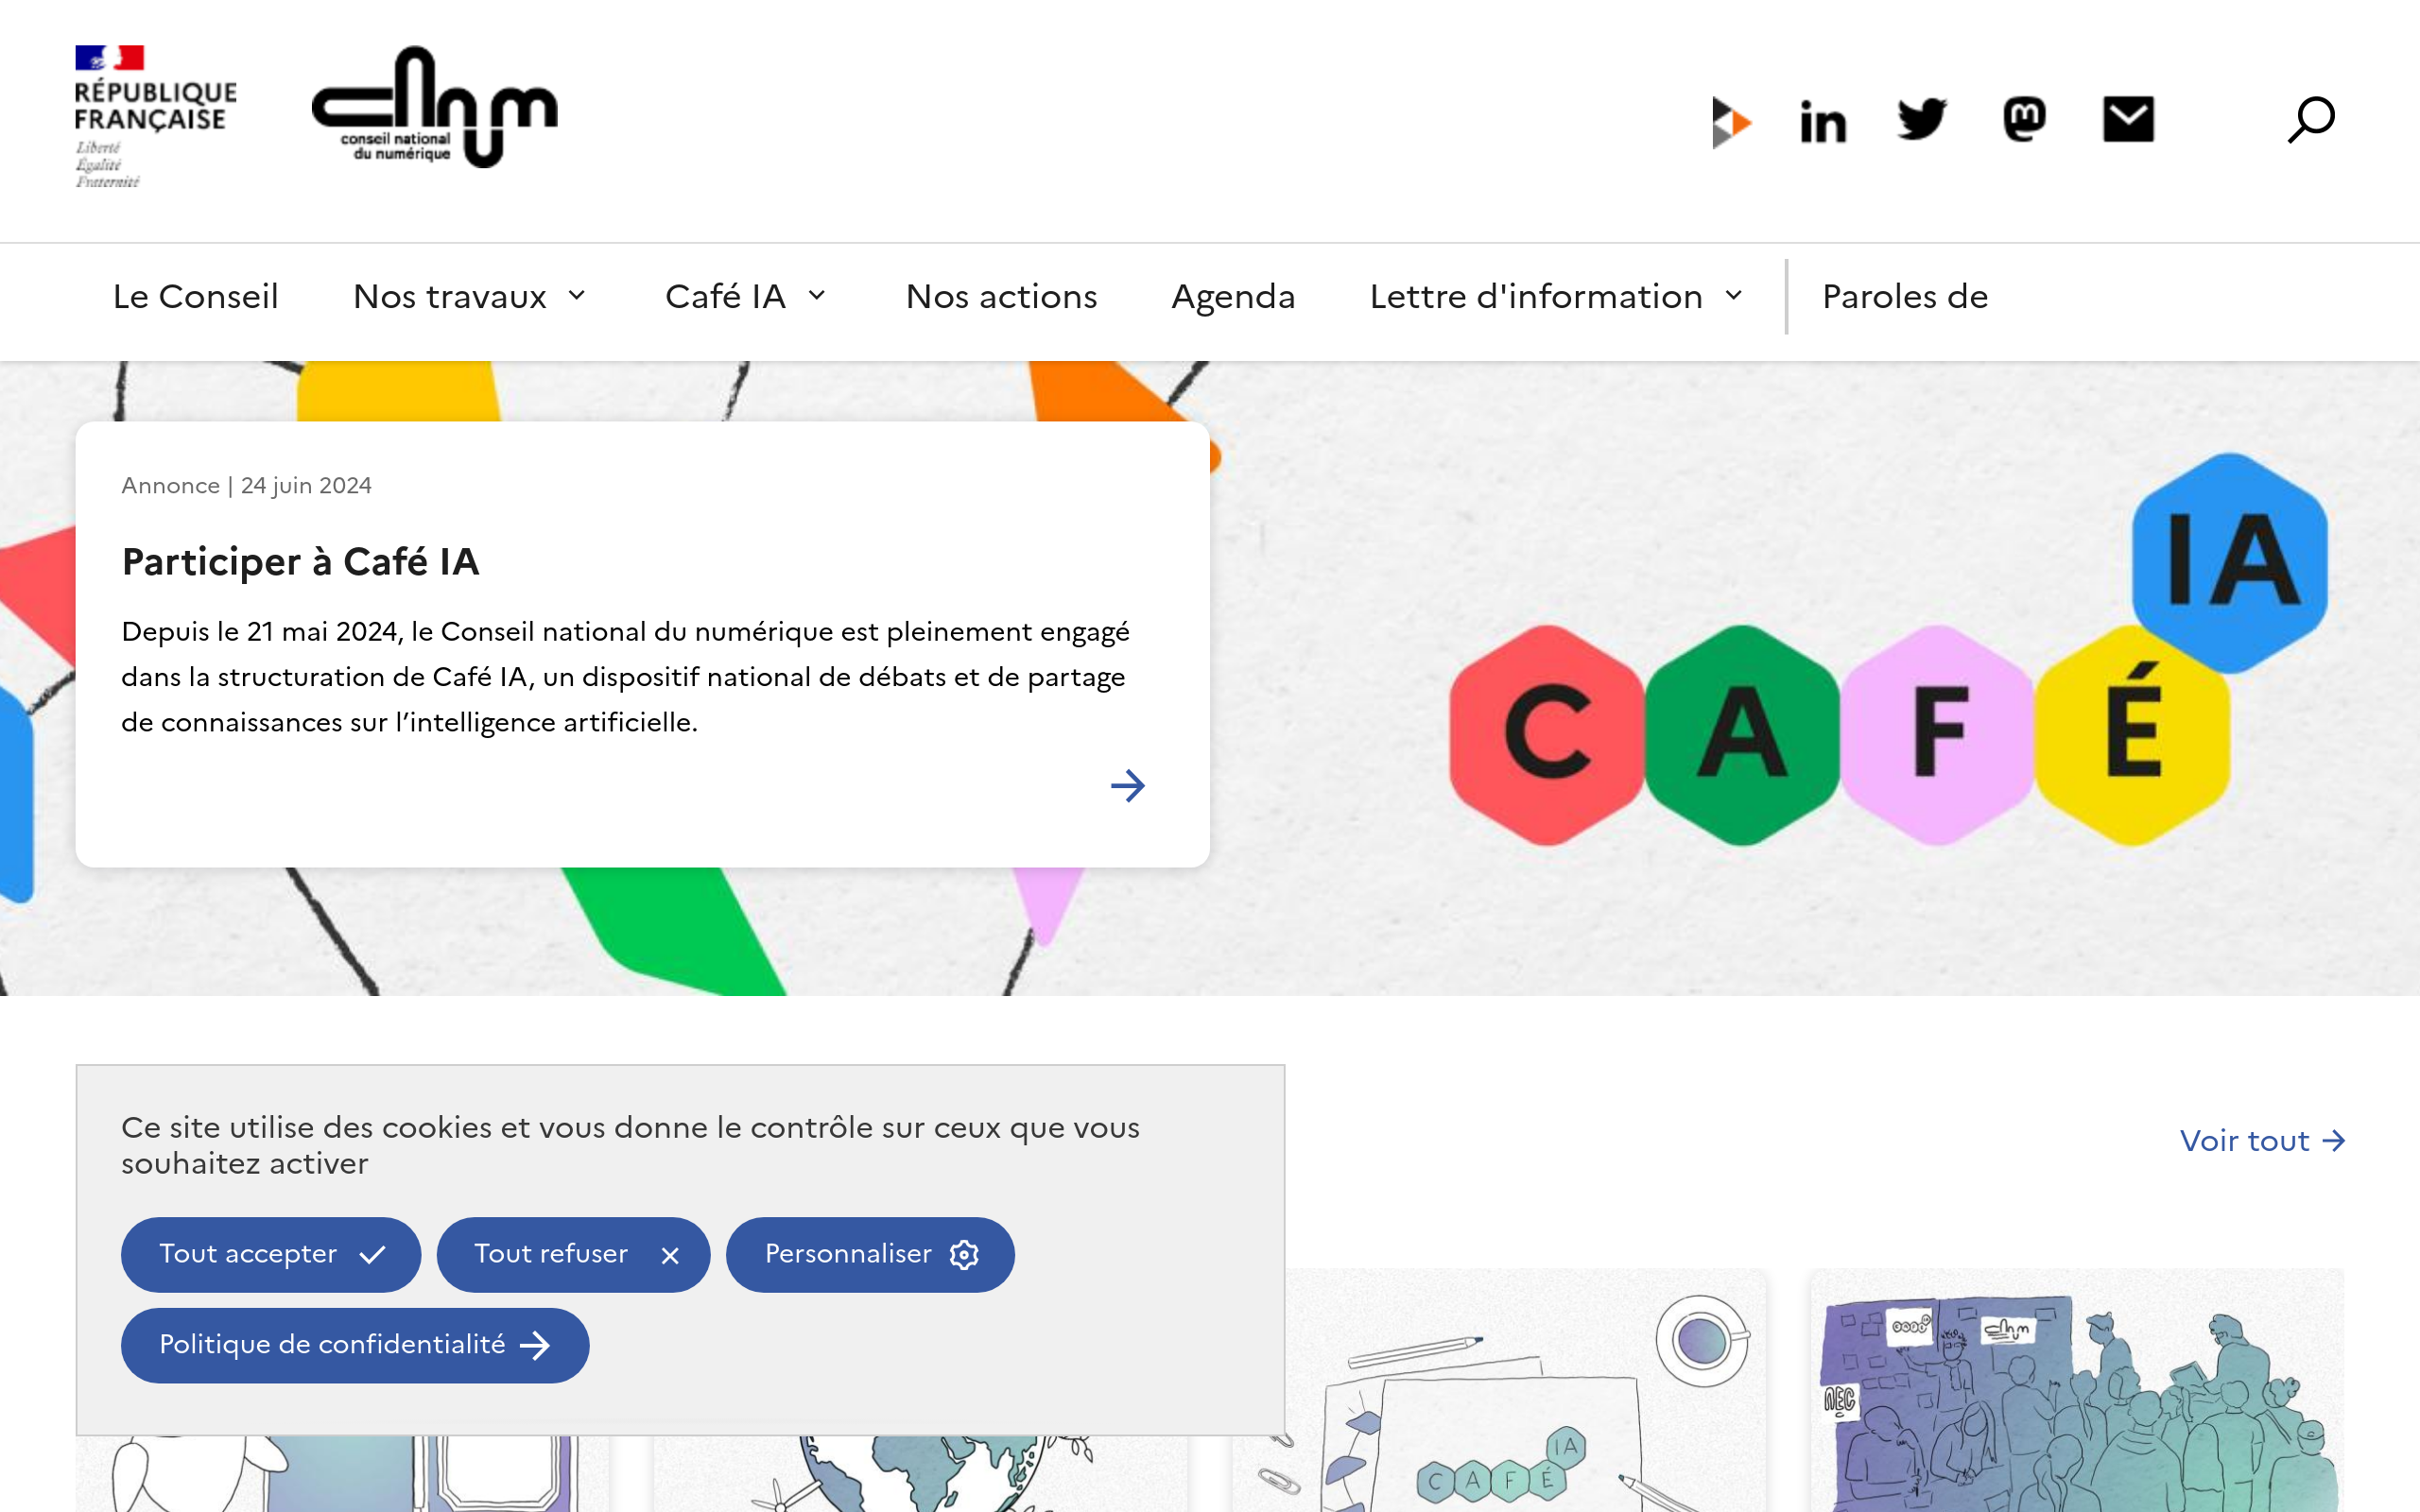 RÉPUBLIQUE
FRANÇAISE
Liberté
Égalité
Fraternité
conseil national
du numérique
Le Conseil
Nos travaux
Café IA
Nos actions
Agenda
Lettre d'information
Paroles de
Annonce | 24 juin 2024
Participer à Café IA
Depuis le 21 mai 2024, le Conseil national du numérique est pleinement engagé
dans la structuration de Café IA, un dispositif national de débats et de partage
de connaissances sur l’intelligence artificielle.
IA
CAFÉ
Ce site utilise des cookies et vous donne le contrôle sur ceux que vous
souhaitez activer
Tout accepter
Tout refuser
Personnaliser
Politique de confidentialité
Voir tout
IA
CAFÉ
NEC